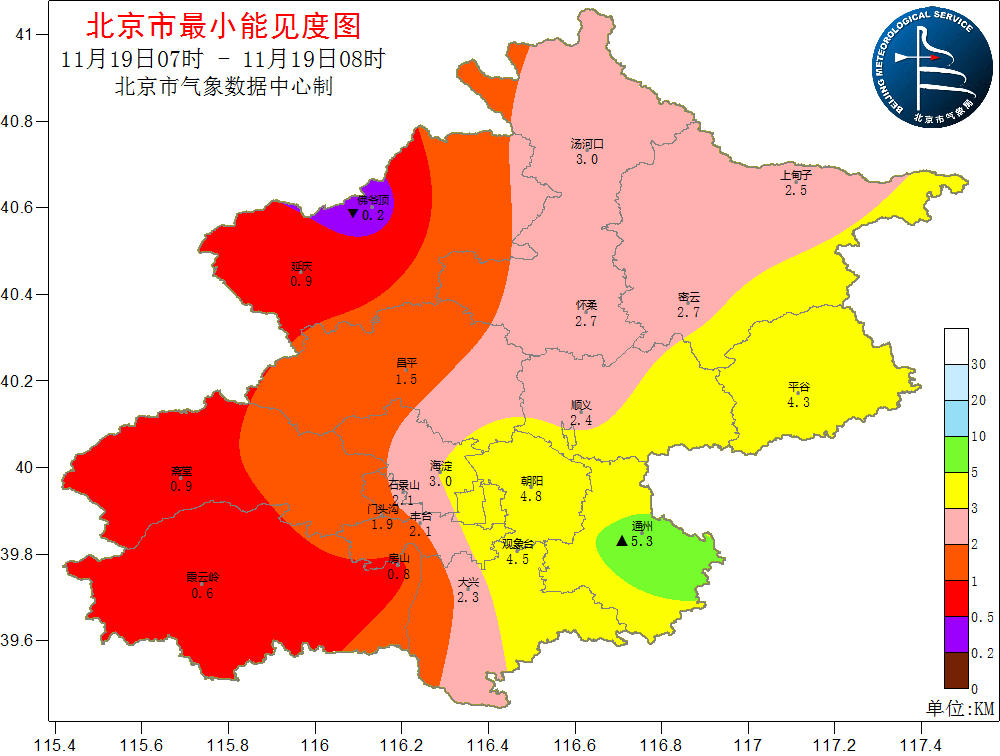 北京市最小能见度图
11月19日07时 - 11月19日08时
北京市气象数据中心制
BEIJING METEOROLOGICAL SERVICE
北京市气象局
41
40.8
40.6
40.4
40.2
40
39.8
39.6
汤河口
3.0
上甸子
2.5
佛爷顶
0.2
延庆
0.9
怀柔
2.7
密云
2.7
昌平
1.5
平谷
4.3
顺义
2.4
海淀
3.0
斋堂
0.9
朝阳
4.8
石景山
2.1
门头沟
1.9
丰台
2.1
通州
5.3
观象台
4.5
房山
0.8
霞云岭
0.6
大兴
2.3
30
20
10
5
3
2
1
0.5
0.2
0
单位:KM
115.4
115.6
115.8
116
116.2
116.4
116.6
116.8
117
117.2
117.4